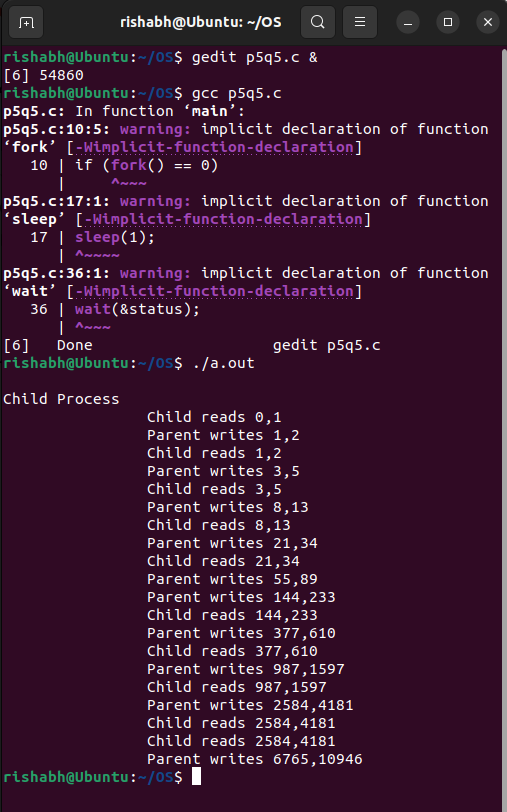 rishabh@Ubuntu: ~/OS
rishabh@Ubuntu:~/OS$ gedit p5q5.c &
[6] 54860
rishabh@Ubuntu:~/OS$ gcc p5q5.c
p5q5.c: In function ‘main’:
p5q5.c:10:5: warning: implicit declaration of function
‘fork’ [-Wimplicit-function-declaration]
   10 | if (fork() == 0)
      |     ^~~~
p5q5.c:17:1: warning: implicit declaration of function
‘sleep’ [-Wimplicit-function-declaration]
   17 | sleep(1);
      | ^~~~~
p5q5.c:36:1: warning: implicit declaration of function
‘wait’ [-Wimplicit-function-declaration]
   36 | wait(&status);
      | ^~~~
[6]   Done                    gedit p5q5.c
rishabh@Ubuntu:~/OS$ ./a.out

Child Process
                Child reads 0,1
                Parent writes 1,2
                Child reads 1,2
                Parent writes 3,5
                Child reads 3,5
                Parent writes 8,13
                Child reads 8,13
                Parent writes 21,34
                Child reads 21,34
                Parent writes 55,89
                Parent writes 144,233
                Child reads 144,233
                Parent writes 377,610
                Child reads 377,610
                Parent writes 987,1597
                Child reads 987,1597
                Parent writes 2584,4181
                Child reads 2584,4181
                Child reads 2584,4181
                Parent writes 6765,10946
rishabh@Ubuntu:~/OS$